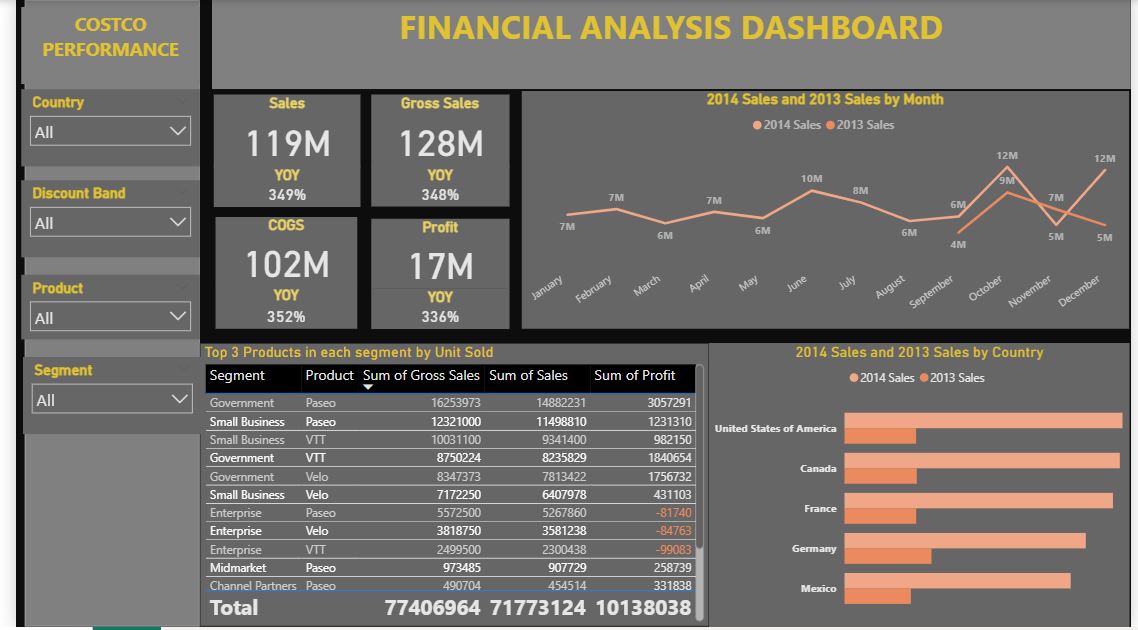 COSTCO
PERFORMANCE
FINANCIAL ANALYSIS DASHBOARD
Country
All
Discount Band
All
Product
All
Segment
All
Sales
119M
YOY
349%
Gross Sales
128M
YOY
348%
COGS
102M
YOY
352%
Profit
17M
YOY
336%
2014 Sales and 2013 Sales by Month
2014 Sales 2013 Sales
7M
7M
6M
7M
6M
10M
8M
6M
6M
4M
12M
9M
7M
5M
12M
5M
January February March April May June July August September October November December
Top 3 Products in each segment by Unit Sold
Segment Product Sum of Gross Sales Sum of Sales Sum of Profit
Government Paseo 16253973 14882231 3057291
Small Business Paseo 12321000 11498810 1231310
Small Business VTT 10031100 9341400 982150
Government VTT 8750224 8235829 1840654
Government Velo 8347373 7813422 1756732
Small Business Velo 7172250 6407978 431103
Enterprise Paseo 5572500 5267860 -81740
Enterprise Velo 3818750 3581238 -84763
Enterprise VTT 2499500 2300438 -99083
Midmarket Paseo 973485 907729 258739
Channel Partners Paseo 490704 454514 331838
Total 77406964 71773124 10138038
2014 Sales and 2013 Sales by Country
2014 Sales 2013 Sales
United States of America
Canada
France
Germany
Mexico